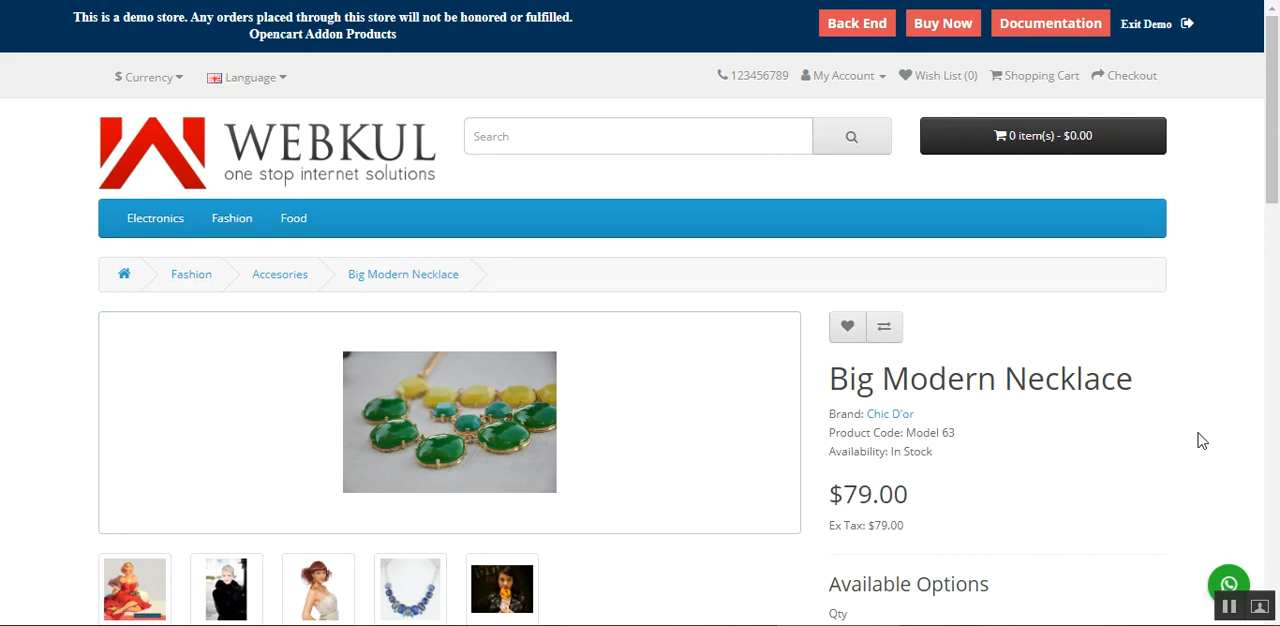 This is a demo store. Any orders placed through this store will not be honored or fulfilled.
Opencart Addon Products
Back End
Buy Now
Documentation
Exit Demo
$ Currency
Language
123456789
My Account
Wish List (0)
Shopping Cart
Checkout
WEBKUL
one stop internet solutions
Search
0 item(s) - $0.00
Electronics
Fashion
Food
Fashion
Accesories
Big Modern Necklace
Big Modern Necklace
Brand: Chic D'or
Product Code: Model 63
Availability: In Stock
$79.00
Ex Tax: $79.00
Available Options
Qty